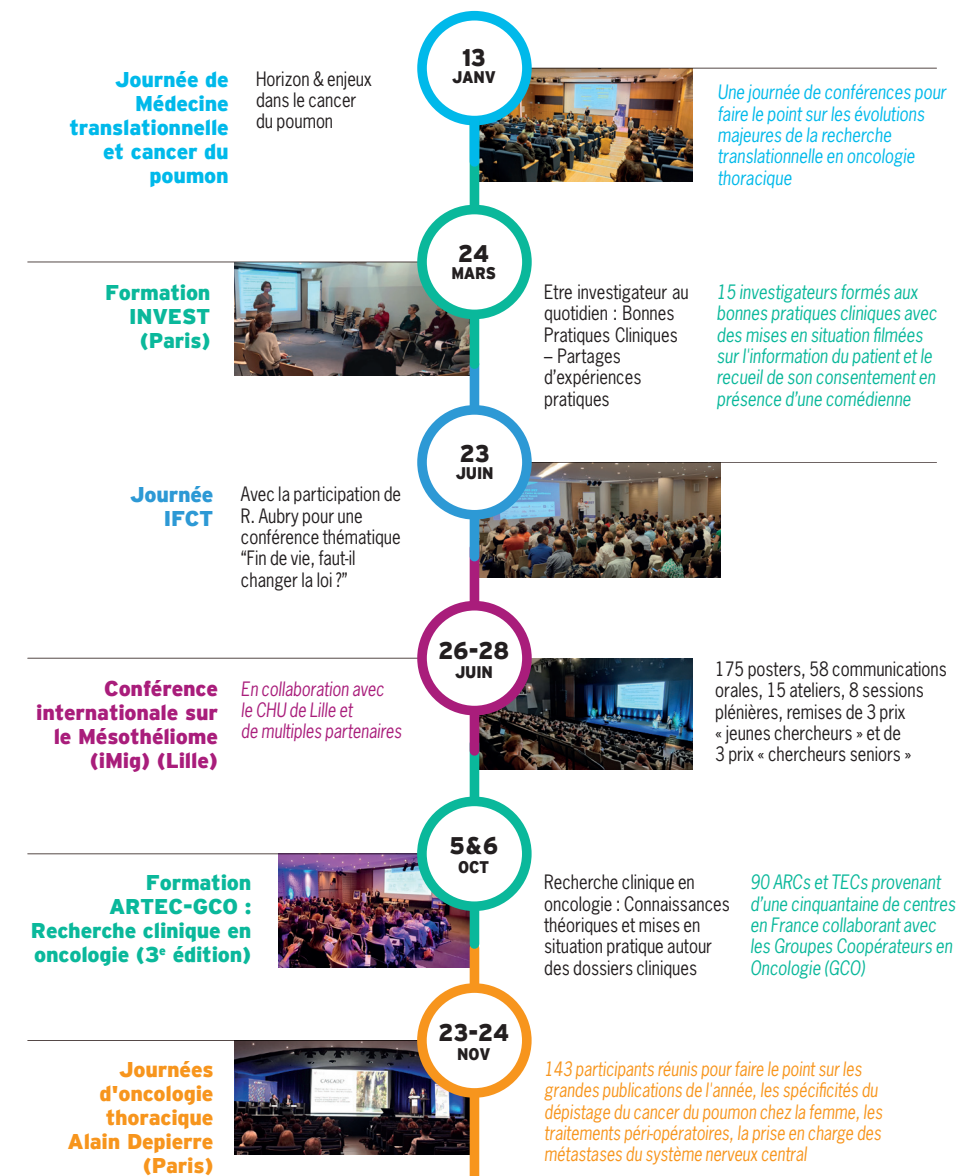 13
JANV
Journée de
Médecine
translationnelle
et cancer du
poumon
Horizon & enjeux
dans le cancer
du poumon
Une journée de conférences pour
faire le point sur les évolutions
majeures de la recherche
translationnelle en oncologie
thoracique
24
MARS
Formation
INVEST
(Paris)
Etre investigateur au
quotidien : Bonnes
Pratiques Cliniques
– Partages
d'expériences
pratiques
15 investigateurs formés aux
bonnes pratiques cliniques avec
des mises en situation filmées
sur l'information du patient et le
recueil de son consentement en
présence d'une comédienne
23
JUIN
Journée
IFCT
Avec la participation de
R. Aubry pour une
conférence thématique
“Fin de vie, faut-il
changer la loi ?”
26-28
JUIN
Conférence
internationale sur
le Mésothéliome
(iMig) (Lille)
En collaboration avec
le CHU de Lille et
de multiples partenaires
175 posters, 58 communications
orales, 15 ateliers, 8 sessions
plénières, remises de 3 prix
« jeunes chercheurs » et de
3 prix « chercheurs seniors »
5&6
OCT
Formation
ARTEC-GCO :
Recherche clinique en
oncologie (3e édition)
Recherche clinique en
oncologie : Connaissances
théoriques et mises en
situation pratique autour
des dossiers cliniques
90 ARCs et TECs provenant
d'une cinquantaine de centres
en France collaborant avec
les Groupes Coopérateurs en
Oncologie (GCO)
23-24
NOV
Journées
d'oncologie
thoracique
Alain Depierre
(Paris)
143 participants réunis pour faire le point sur les
grandes publications de l'année, les spécificités du
dépistage du cancer du poumon chez la femme, les
traitements péri-opératoires, la prise en charge des
métastases du système nerveux central